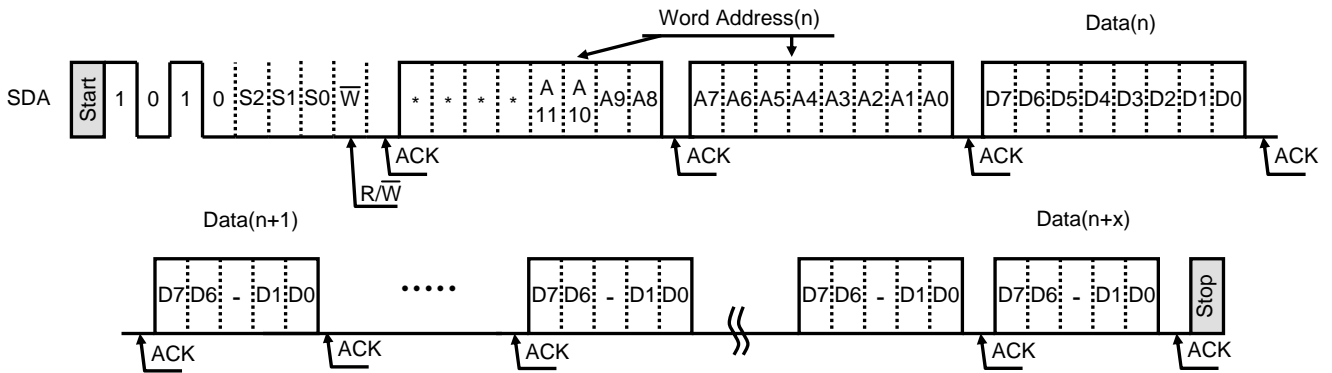 Word Address(n) Data(n)
SDA Start 1 0 1 0 S2 S1 S0 W̅ * * * * A11 A10 A9 A8 A7 A6 A5 A4 A3 A2 A1 A0 D7 D6 D5 D4 D3 D2 D1 D0
ACK ACK ACK ACK
R/W̅
Data(n+1) Data(n+x)
D7 D6 - D1 D0 ••••• D7 D6 - D1 D0 D7 D6 - D1 D0 D7 D6 - D1 D0 Stop
ACK ACK ACK ACK ACK